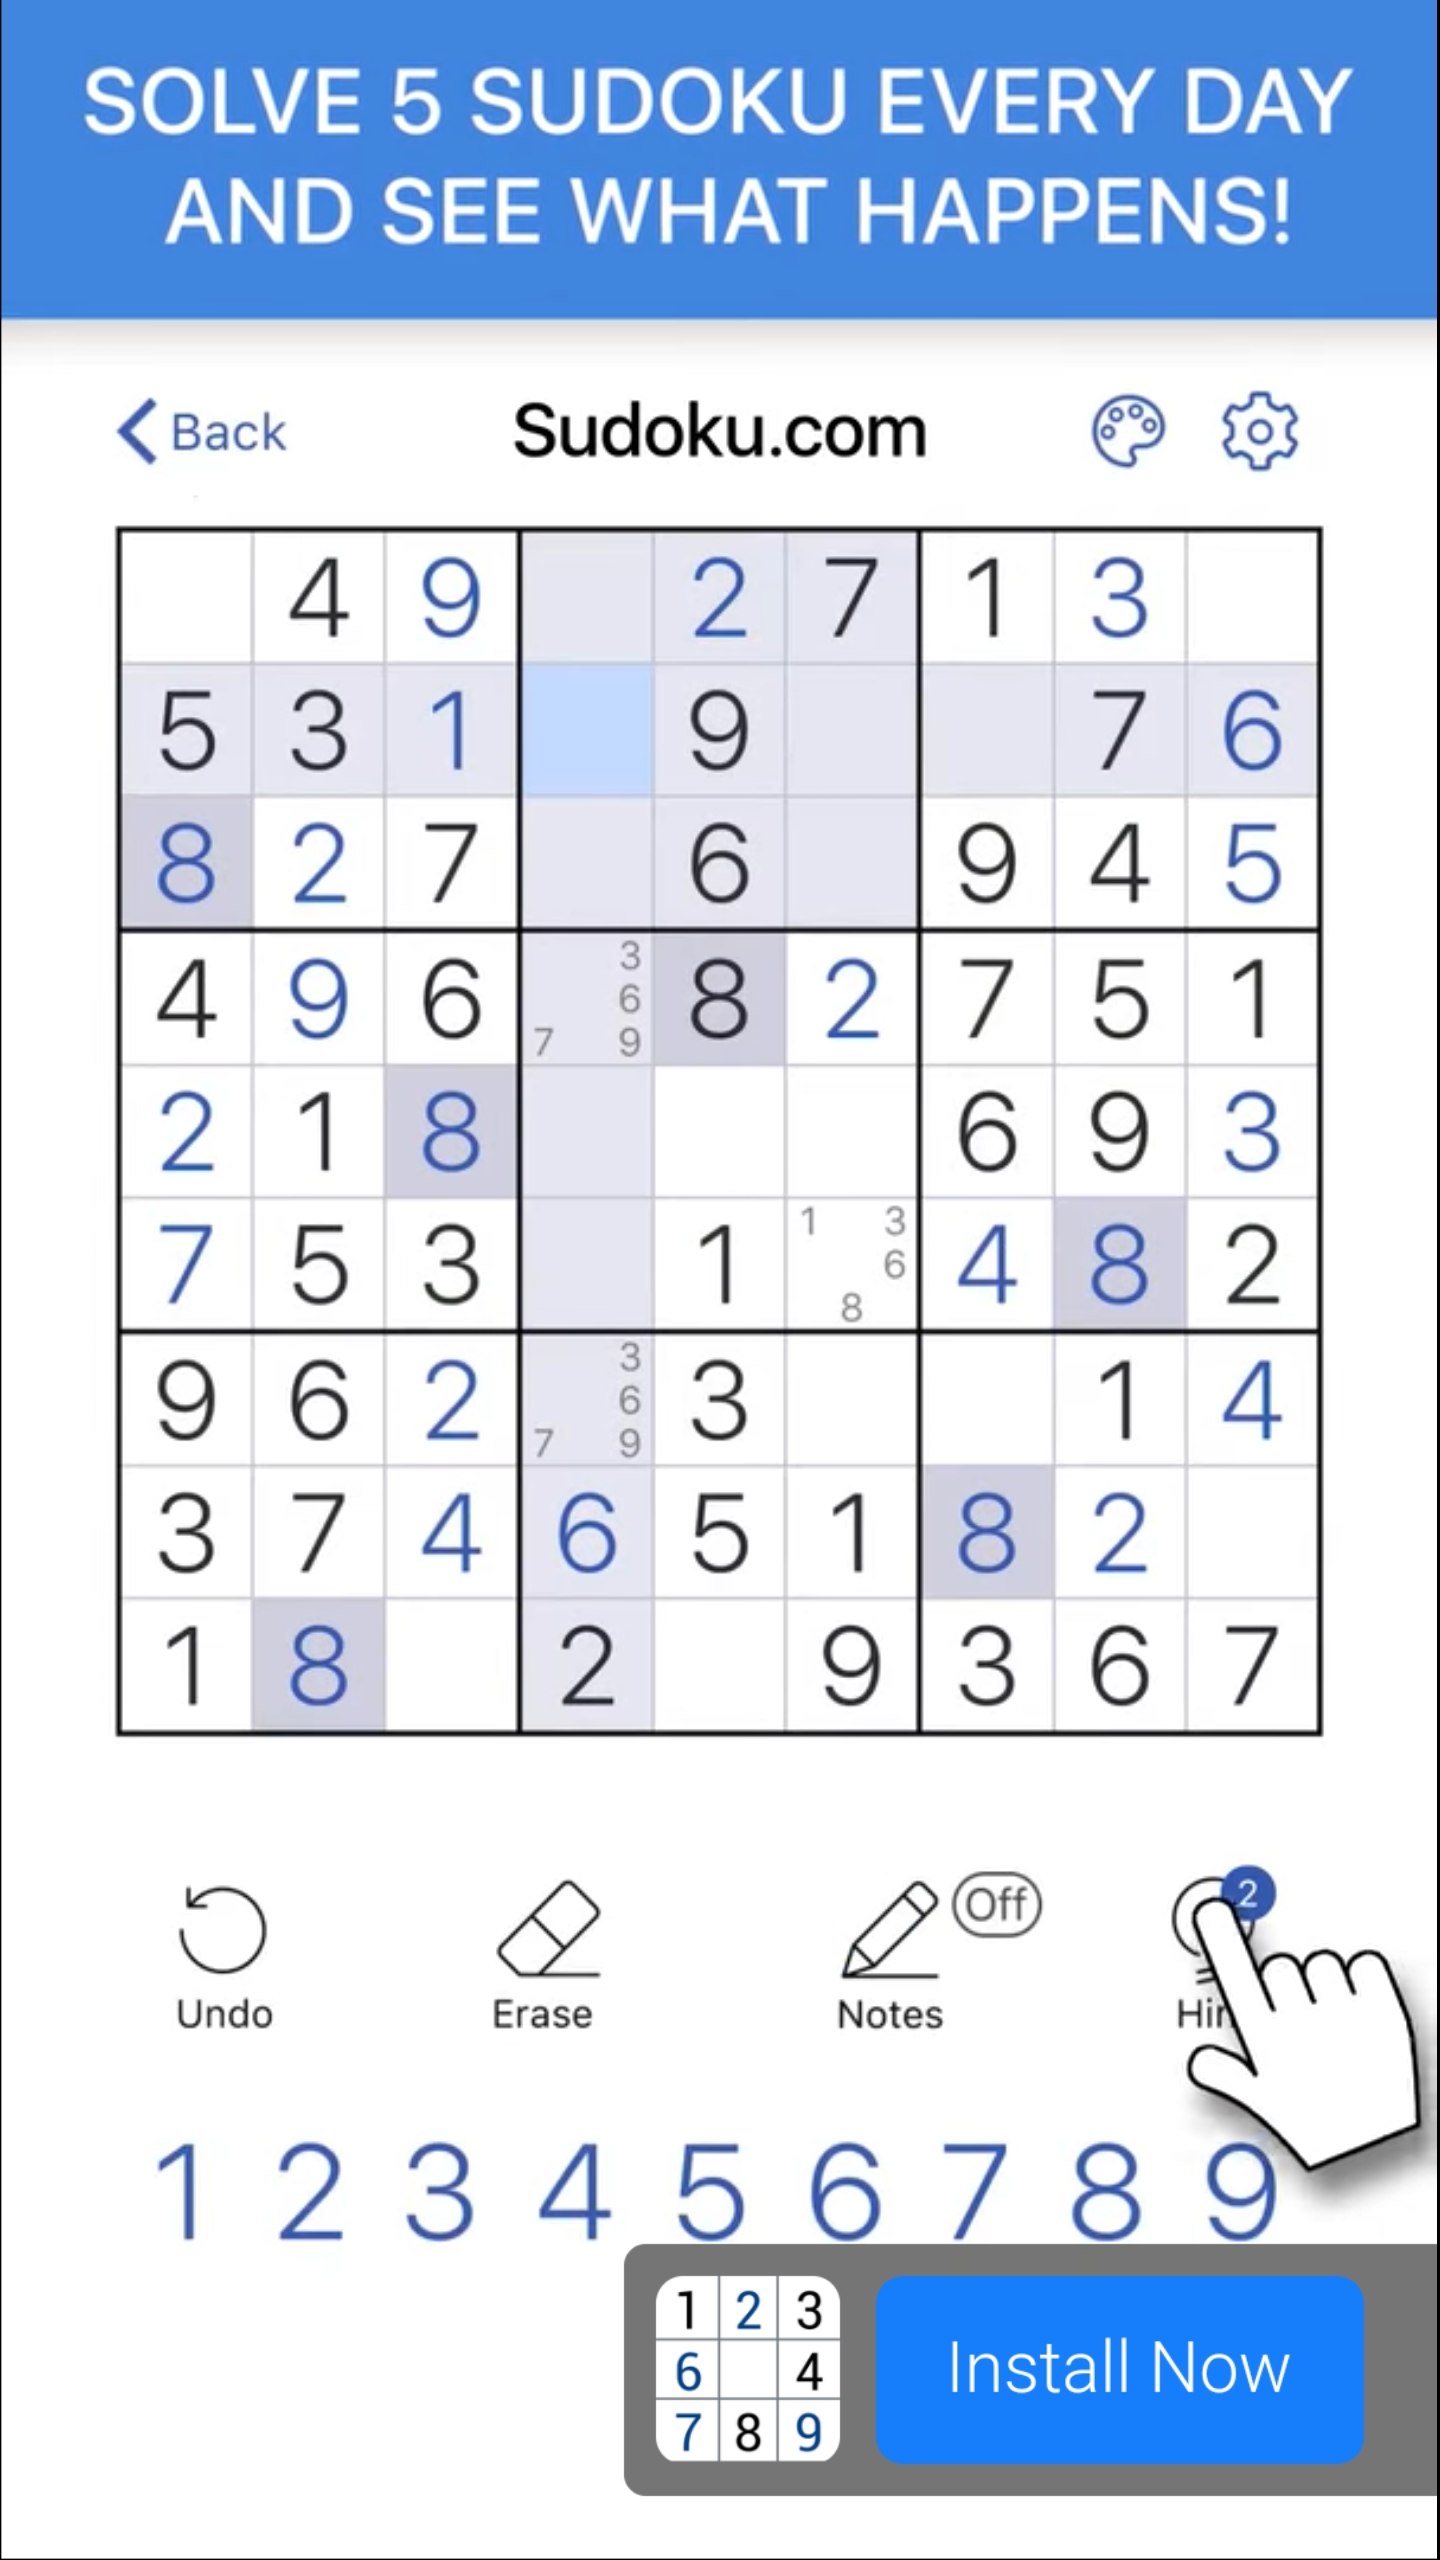 SOLVE 5 SUDOKU EVERY DAY
AND SEE WHAT HAPPENS!
Back
Sudoku.com
4 9 2 7 1 3
5 3 1 9 7 6
8 2 7 6 9 4 5
3
4 9 6 6 8 2 7 5 1
7 9
2 1 8 6 9 3
1 3
7 5 3 1 6 4 8 2
8
3
9 6 2 6 3 1 4
7 9
3 7 4 6 5 1 8 2
1 8 2 9 3 6 7
Off
2
Undo
Erase
Notes
1 2 3 4 5 6 7 8 9
1 2 3
6 4
7 8 9
Install Now